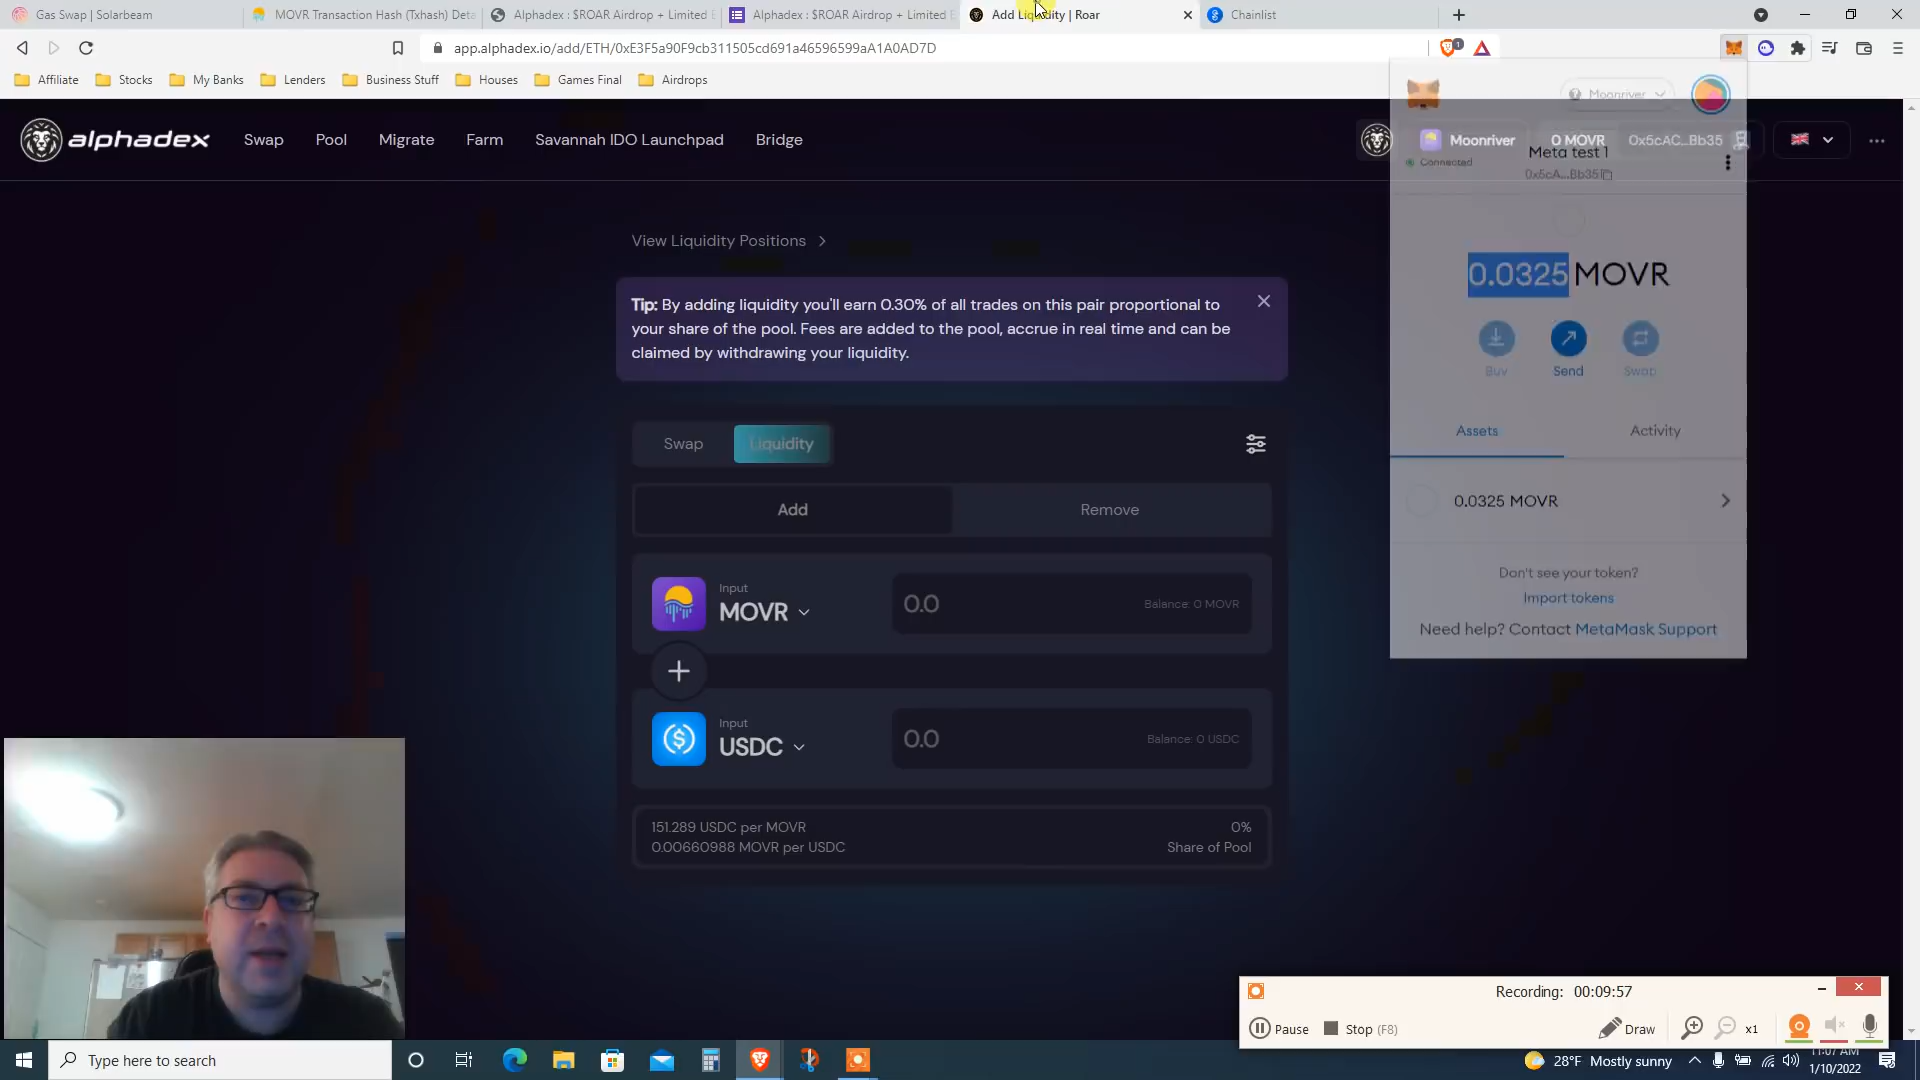 Gas Swap | Solarbeam
MOVR Transaction Hash (Txhash) Deta
Alphadex : $ROAR Airdrop + Limited E
Alphadex : $ROAR Airdrop + Limited E
Add Liquidity | Roar
Chainlist
app.alphadex.io/add/ETH/0xE3F5a90F9cb311505cd691a46596599aA1A0AD7D
1
Affiliate
Stocks
My Banks
Lenders
Business Stuff
Houses
Games Final
Airdrops
Moonriver
alphadex
Swap
Pool
Migrate
Farm
Savannah IDO Launchpad
Bridge
Moonriver
0 MOVR
0x5cAC...Bb35
Connected
Meta test 1
0x5cA...Bb35
View Liquidity Positions
Tip: By adding liquidity you'll earn 0.30% of all trades on this pair proportional to
your share of the pool. Fees are added to the pool, accrue in real time and can be
claimed by withdrawing your liquidity.
0.0325 MOVR
Buy
Send
Swap
Assets
Activity
0.0325 MOVR
Don't see your token?
Import tokens
Need help? Contact MetaMask Support
Swap
Liquidity
Add
Remove
Input
MOVR
0.0
Balance: 0 MOVR
Input
USDC
0.0
Balance: 0 USDC
151.289 USDC per MOVR
0%
0.00660988 MOVR per USDC
Share of Pool
Recording: 00:09:57
Pause
Stop (F8)
Draw
x1
Type here to search
28°F Mostly sunny
11:07 AM
1/10/2022